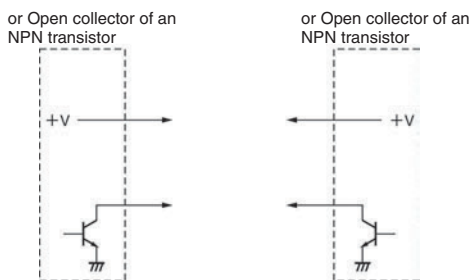 or Open collector of an
NPN transistor
+V
or Open collector of an
NPN transistor
+V